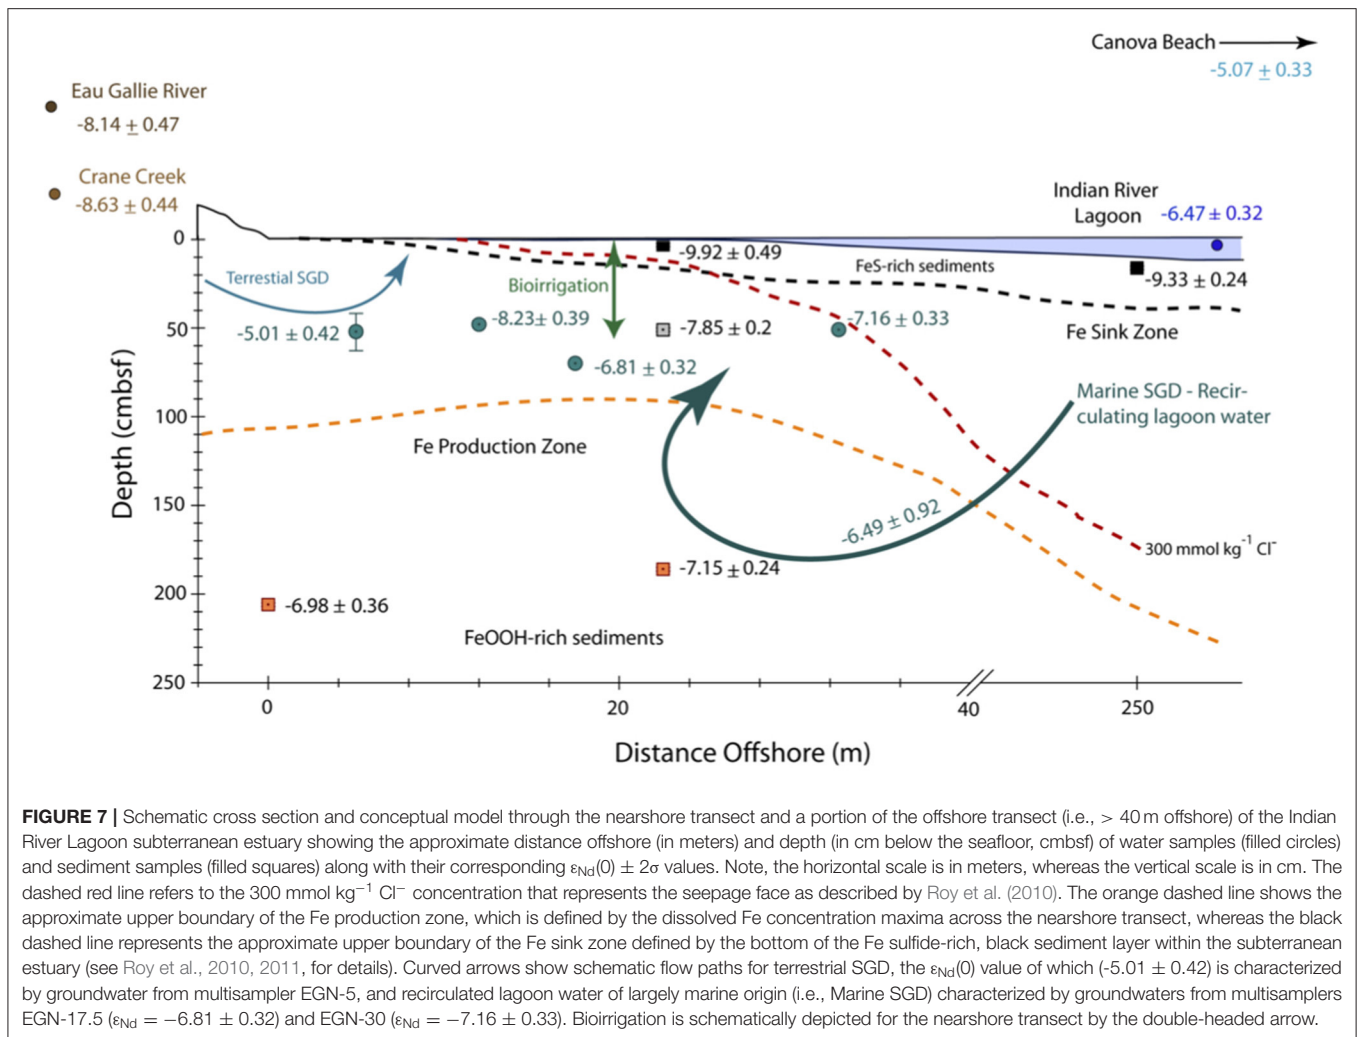 Canova Beach
-5.07 ± 0.33
Eau Gallie River
-8.14 ± 0.47
Crane Creek
-8.63 ± 0.44
Indian River
Lagoon -6.47 ± 0.32
0
-9.92 ± 0.49
FeS-rich sediments
-9.33 ± 0.24
Terrestial SGD
Bioirrigation
50
-5.01 ± 0.42
-8.23± 0.39
-7.85 ± 0.2
-7.16 ± 0.33
Fe Sink Zone
-6.81 ± 0.32
Marine SGD - Recir-
culating lagoon water
100
Fe Production Zone
Depth (cmbsf)
150
-6.49 ± 0.92
300 mmol kg⁻¹ Cl⁻
-7.15 ± 0.24
200
-6.98 ± 0.36
FeOOH-rich sediments
250
0 20 40 250
Distance Offshore (m)
FIGURE 7 | Schematic cross section and conceptual model through the nearshore transect and a portion of the offshore transect (i.e., > 40 m offshore) of the Indian
River Lagoon subterranean estuary showing the approximate distance offshore (in meters) and depth (in cm below the seafloor, cmbsf) of water samples (filled circles)
and sediment samples (filled squares) along with their corresponding εNd(0) ± 2σ values. Note, the horizontal scale is in meters, whereas the vertical scale is in cm. The
dashed red line refers to the 300 mmol kg⁻¹ Cl⁻ concentration that represents the seepage face as described by Roy et al. (2010). The orange dashed line shows the
approximate upper boundary of the Fe production zone, which is defined by the dissolved Fe concentration maxima across the nearshore transect, whereas the black
dashed line represents the approximate upper boundary of the Fe sink zone defined by the bottom of the Fe sulfide-rich, black sediment layer within the subterranean
estuary (see Roy et al., 2010, 2011, for details). Curved arrows show schematic flow paths for terrestrial SGD, the εNd(0) value of which (-5.01 ± 0.42) is characterized
by groundwater from multisampler EGN-5, and recirculated lagoon water of largely marine origin (i.e., Marine SGD) characterized by groundwaters from multisamplers
EGN-17.5 (εNd = −6.81 ± 0.32) and EGN-30 (εNd = −7.16 ± 0.33). Bioirrigation is schematically depicted for the nearshore transect by the double-headed arrow.